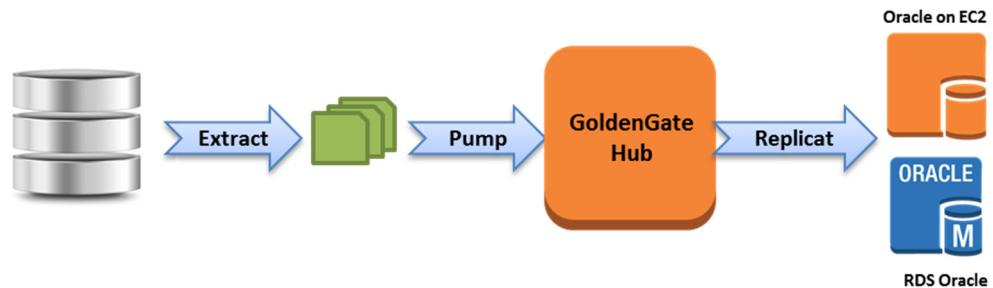 Oracle on EC2
Extract
Pump
GoldenGate
Hub
Replicat
ORACLE
M
RDS Oracle